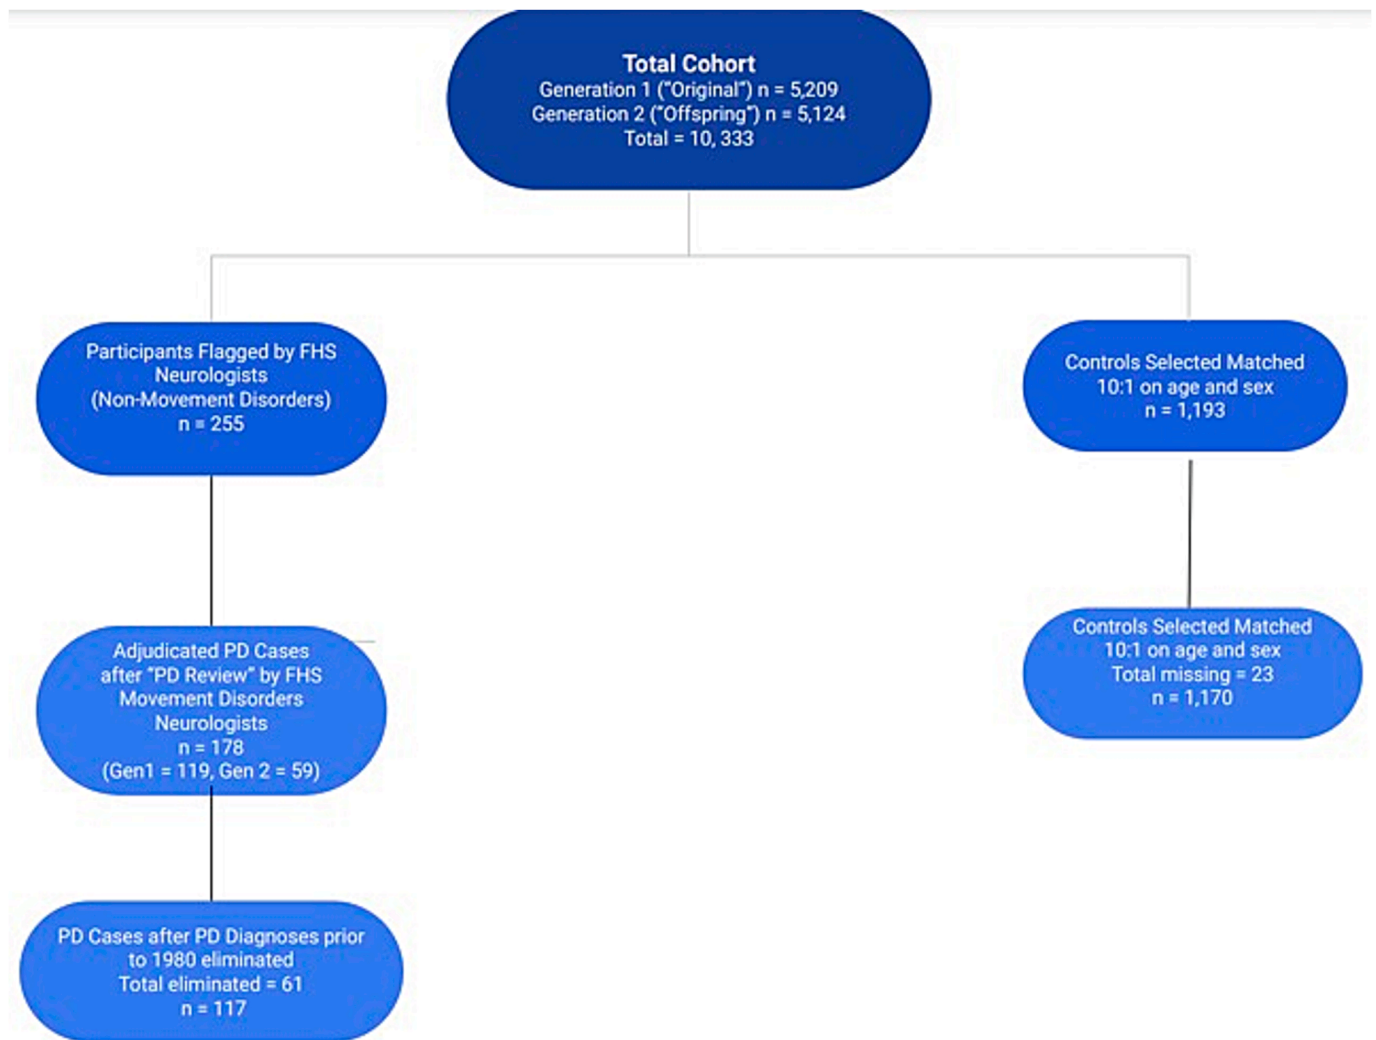 Total Cohort
Generation 1 ("Original") n = 5,209
Generation 2 ("Offspring") n = 5,124
Total = 10, 333
Participants Flagged by FHS
Neurologists
(Non-Movement Disorders)
n = 255
Controls Selected Matched
10:1 on age and sex
n = 1,193
Adjudicated PD Cases
after "PD Review" by FHS
Movement Disorders
Neurologists
n = 178
(Gen1 = 119, Gen 2 = 59)
Controls Selected Matched
10:1 on age and sex
Total missing = 23
n = 1,170
PD Cases after PD Diagnoses prior
to 1980 eliminated
Total eliminated = 61
n = 117